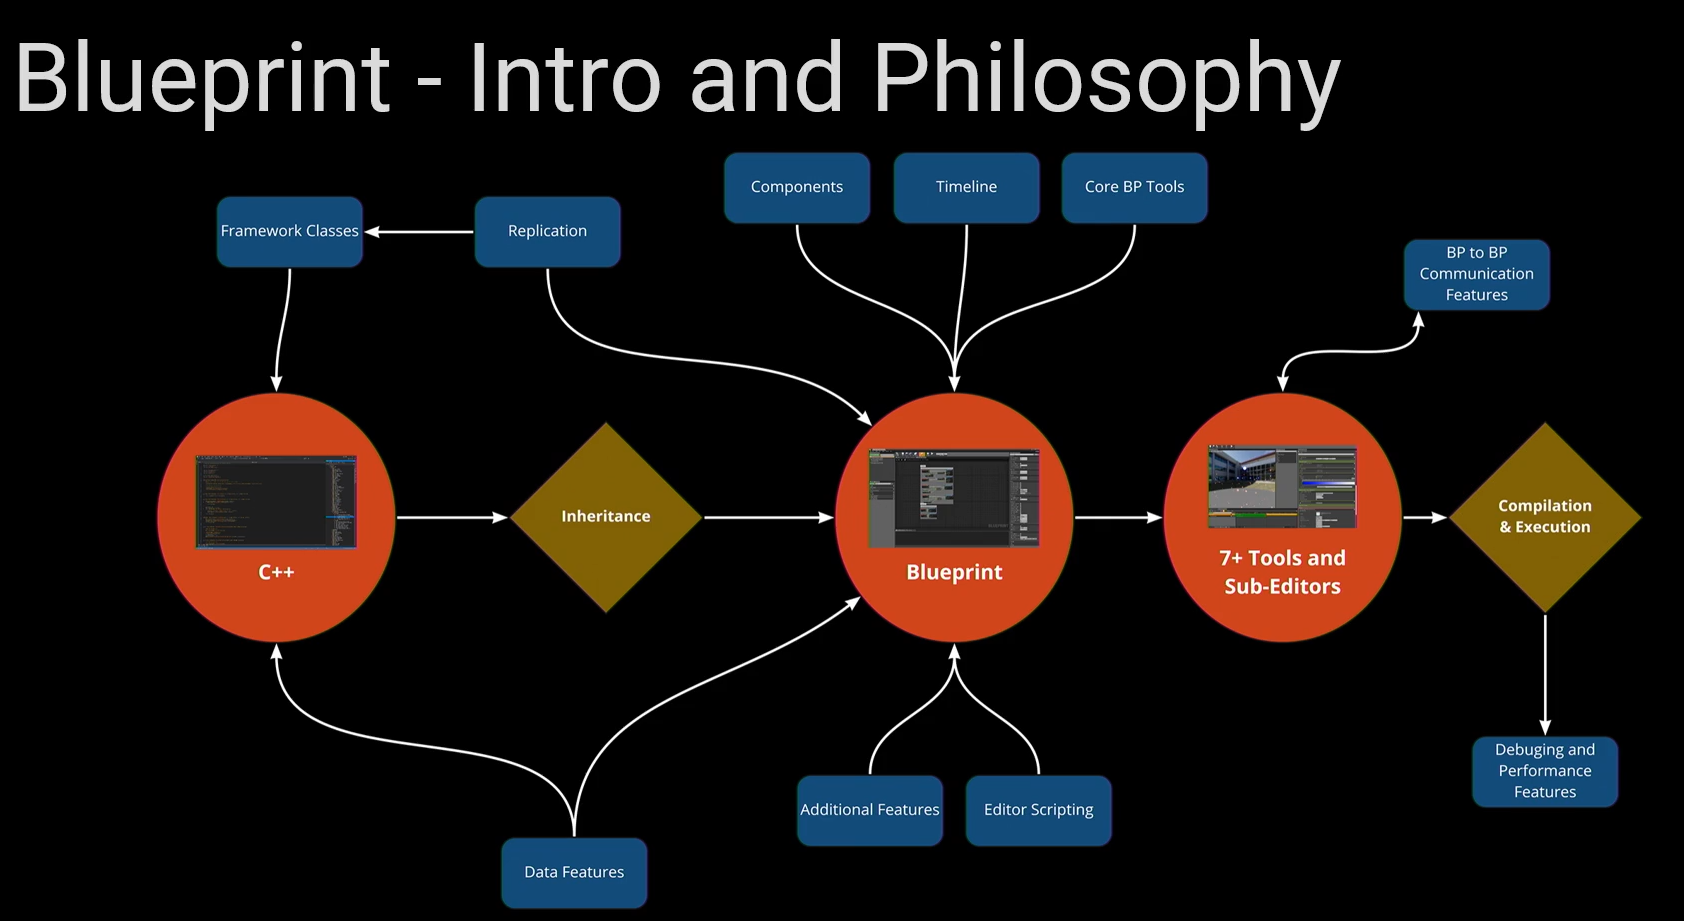 Blueprint - Intro and Philosophy
Components
Timeline
Core BP Tools
Framework Classes
Replication
BP to BP
Communication
Features
C++
Inheritance
Blueprint
7+ Tools and
Sub-Editors
Compilation
& Execution
Debuging and
Performance
Features
Additional Features
Editor Scripting
Data Features